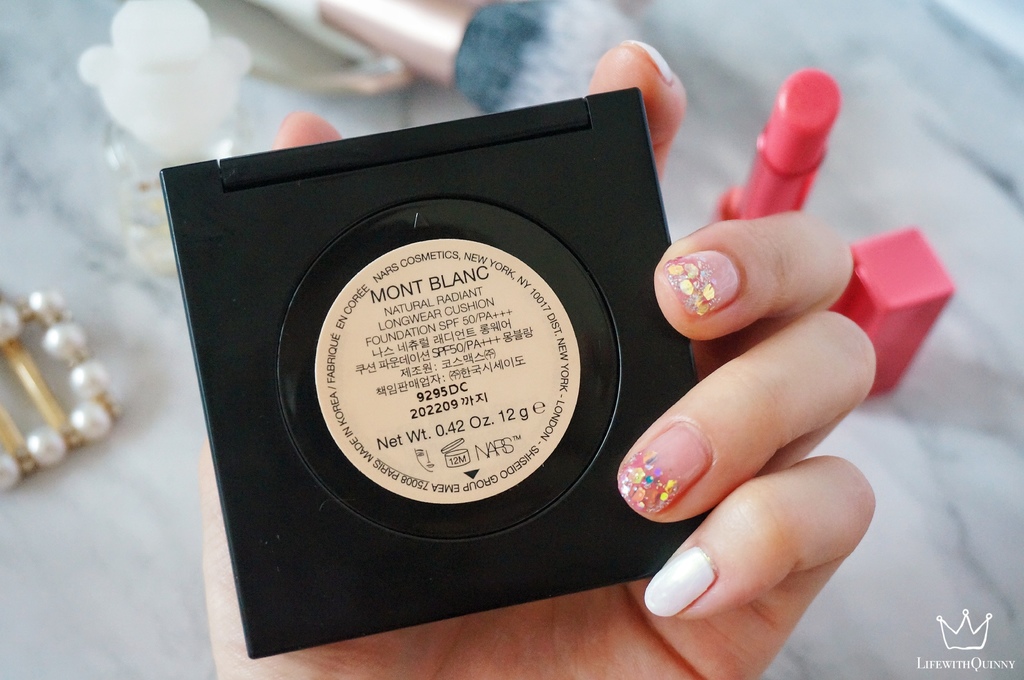 NARS COSMETICS, NEW YORK, NY 10017 DIST. NEW YORK - LONDON - SHISEIDO GROUP EMEA 75008 PARIS MADE IN KOREA / FABRIQUÉ EN CORÉE
MONT BLANC
NATURAL RADIANT
LONGWEAR CUSHION
FOUNDATION SPF 50/PA+++
나스 네츄럴 래디언트 롱웨어
쿠션 파운데이션 SPF50/PA+++ 몽블랑
제조원: 코스맥스㈜
책임판매업자: ㈜한국시세이도
9295DC
202209 까지
Net Wt. 0.42 Oz. 12 g ℮
12M NARS™
LIFEWITHQUINNY